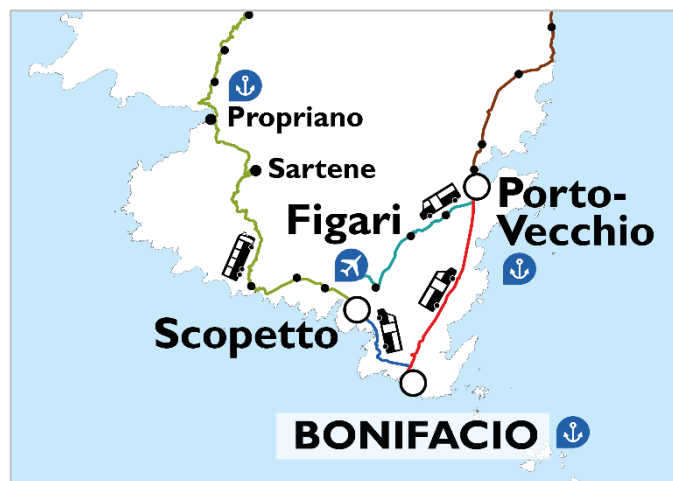 Propriano
Sartene
Figari
Porto-
Vecchio
Scopetto
BONIFACIO